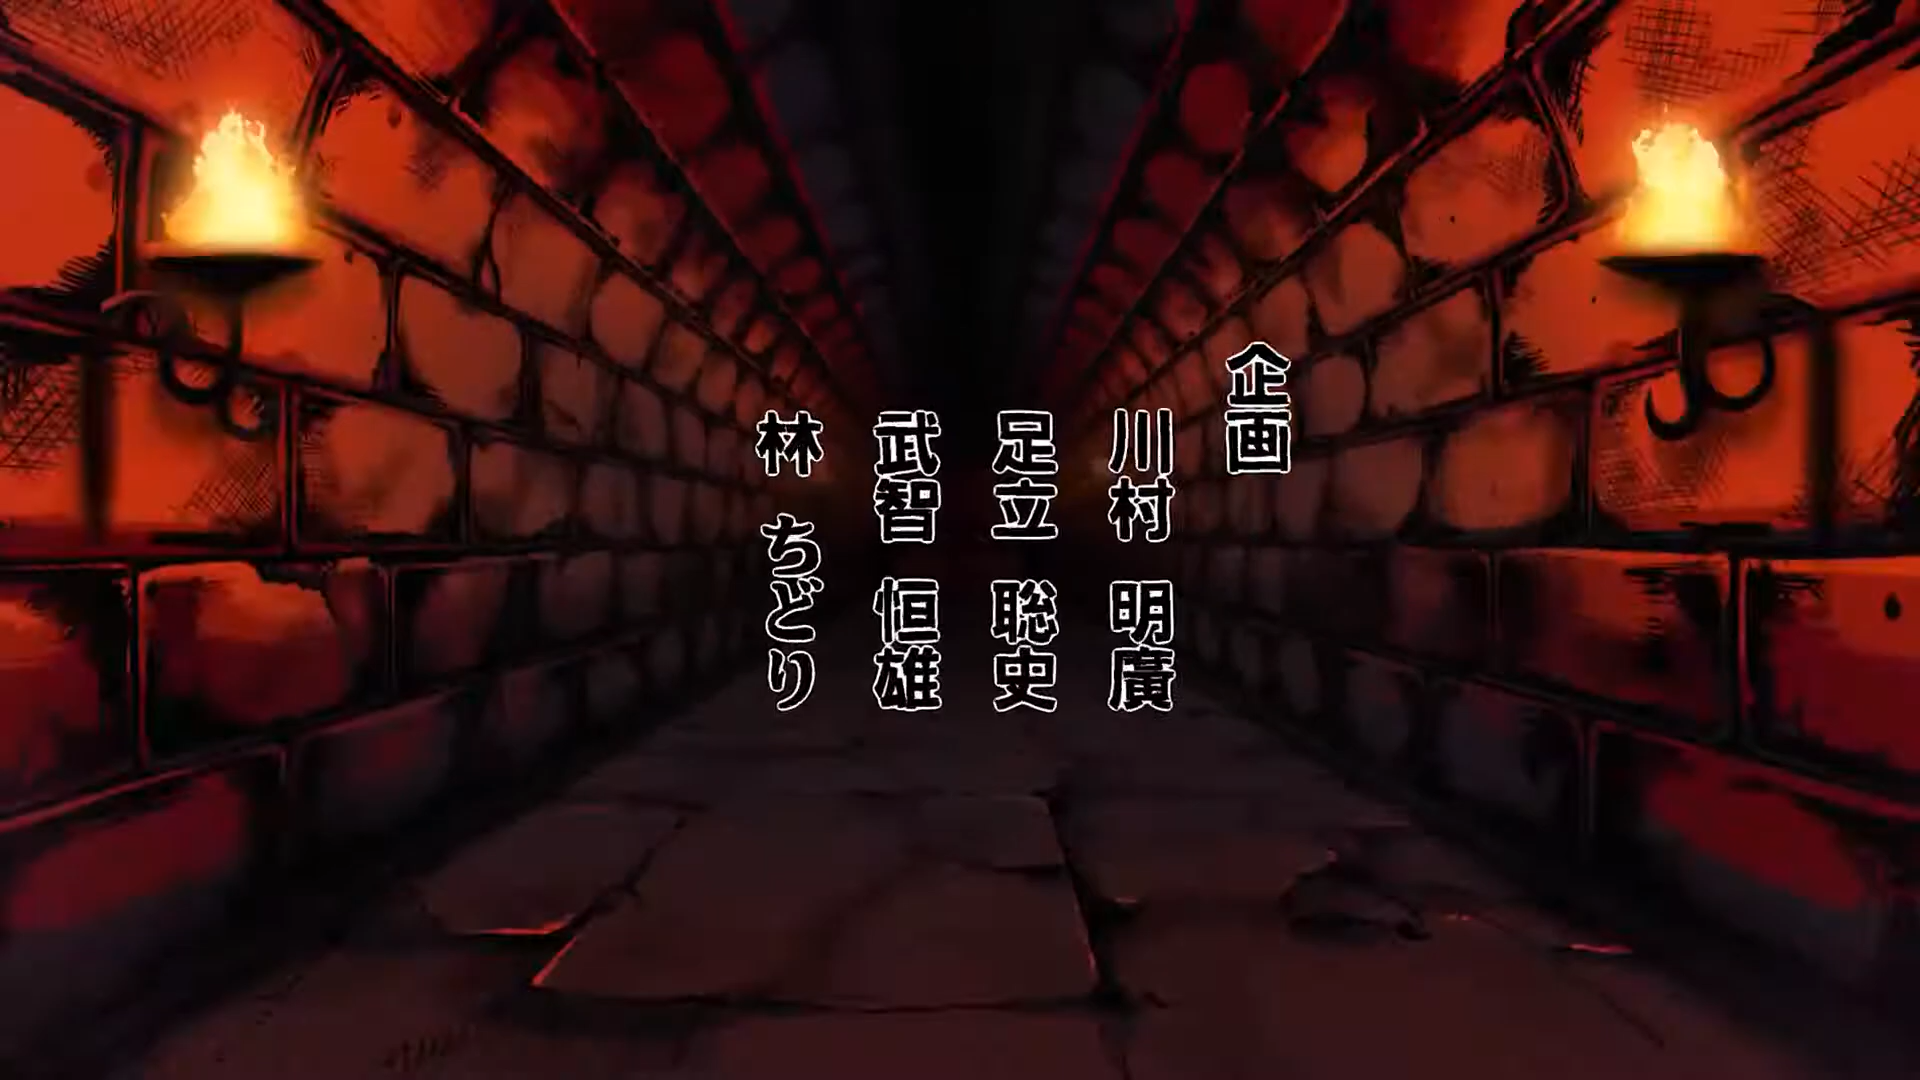 企画
川村 明廣
足立 聡史
武智 恒雄
林 ちどり